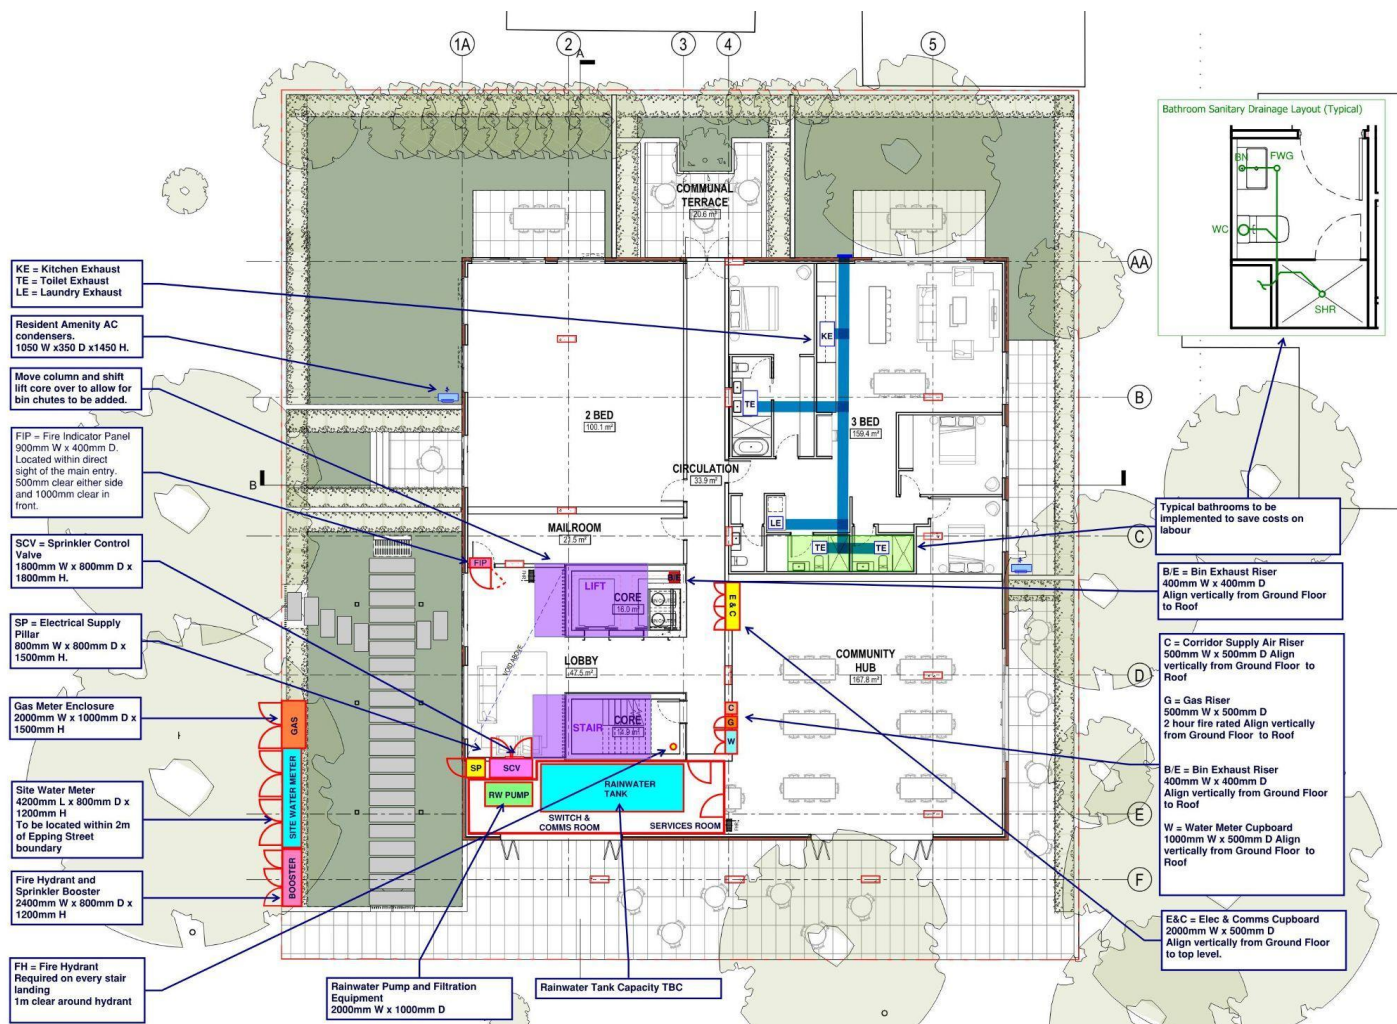 1A
2
3
4
5
A
Bathroom Sanitary Drainage Layout (Typical)
BN
FWG
WC
SHR
COMMUNAL
TERRACE
20.6 m²
AA
B
C
D
E
F
B
KE = Kitchen Exhaust
TE = Toilet Exhaust
LE = Laundry Exhaust
Resident Amenity AC
condensers.
1050 W x350 D x1450 H.
Move column and shift
lift core over to allow for
bin chutes to be added.
FIP = Fire Indicator Panel
900mm W x 400mm D.
Located within direct
sight of the main entry.
500mm clear either side
and 1000mm clear in
front.
SCV = Sprinkler Control
Valve
1800mm W x 800mm D x
1800mm H.
SP = Electrical Supply
Pillar
800mm W x 800mm D x
1500mm H.
Gas Meter Enclosure
2000mm W x 1000mm D x
1500mm H
Site Water Meter
4200mm L x 800mm D x
1200mm H
To be located within 2m
of Epping Street
boundary
Fire Hydrant and
Sprinkler Booster
2400mm W x 800mm D x
1200mm H
FH = Fire Hydrant
Required on every stair
landing
1m clear around hydrant
GAS
SITE WATER METER
BOOSTER
KE
TE
2 BED
100.1 m²
3 BED
159.4 m²
CIRCULATION
33.9 m²
LE
TE
TE
MAILROOM
FIP
LIFT
CORE
16.0 m²
B/E
E & C
LOBBY
47.5 m²
VOID ABOVE
COMMUNITY
HUB
167.8 m²
STAIR
CORE
14.9 m²
C
G
W
SP
SCV
RW PUMP
RAINWATER
TANK
SWITCH &
COMMS ROOM
SERVICES ROOM
Typical bathrooms to be
implemented to save costs on
labour
B/E = Bin Exhaust Riser
400mm W x 400mm D
Align vertically from Ground Floor
to Roof
C = Corridor Supply Air Riser
500mm W x 500mm D Align
vertically from Ground Floor to
Roof
G = Gas Riser
500mm W x 500mm D
2 hour fire rated Align vertically
from Ground Floor to Roof
B/E = Bin Exhaust Riser
400mm W x 400mm D
Align vertically from Ground Floor
to Roof
W = Water Meter Cupboard
1000mm W x 500mm D Align
vertically from Ground Floor to
Roof
E&C = Elec & Comms Cupboard
2000mm W x 500mm D
Align vertically from Ground Floor
to top level.
Rainwater Pump and Filtration
Equipment
2000mm W x 1000mm D
Rainwater Tank Capacity TBC